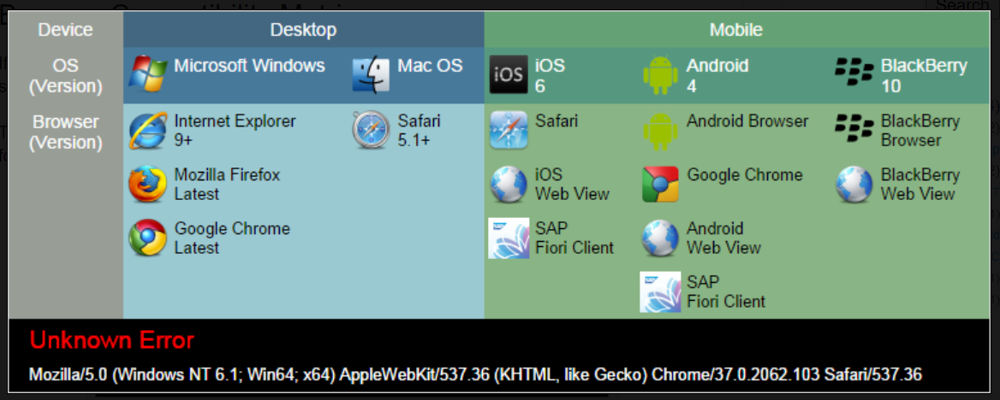 Search
Device
Desktop
Mobile
OS
(Version)
Microsoft Windows
Mac OS
iOS
iOS
6
Android
4
BlackBerry
10
Browser
(Version)
Internet Explorer
9+
Safari
5.1+
Safari
Android Browser
BlackBerry
Browser
Mozilla Firefox
Latest
iOS
Web View
Google Chrome
BlackBerry
Web View
Google Chrome
Latest
SAP
SAP
Fiori Client
Android
Web View
SAP
SAP
Fiori Client
Unknown Error
Mozilla/5.0 (Windows NT 6.1; Win64; x64) AppleWebKit/537.36 (KHTML, like Gecko) Chrome/37.0.2062.103 Safari/537.36